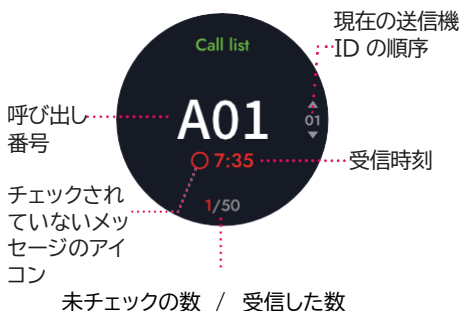 現在の送信機
ID の順序
Call list
呼び出し
番号
A01
01
7:35
受信時刻
チェックされ
ていないメッ
セージのアイ
コン
1/50
未チェックの数 / 受信した数